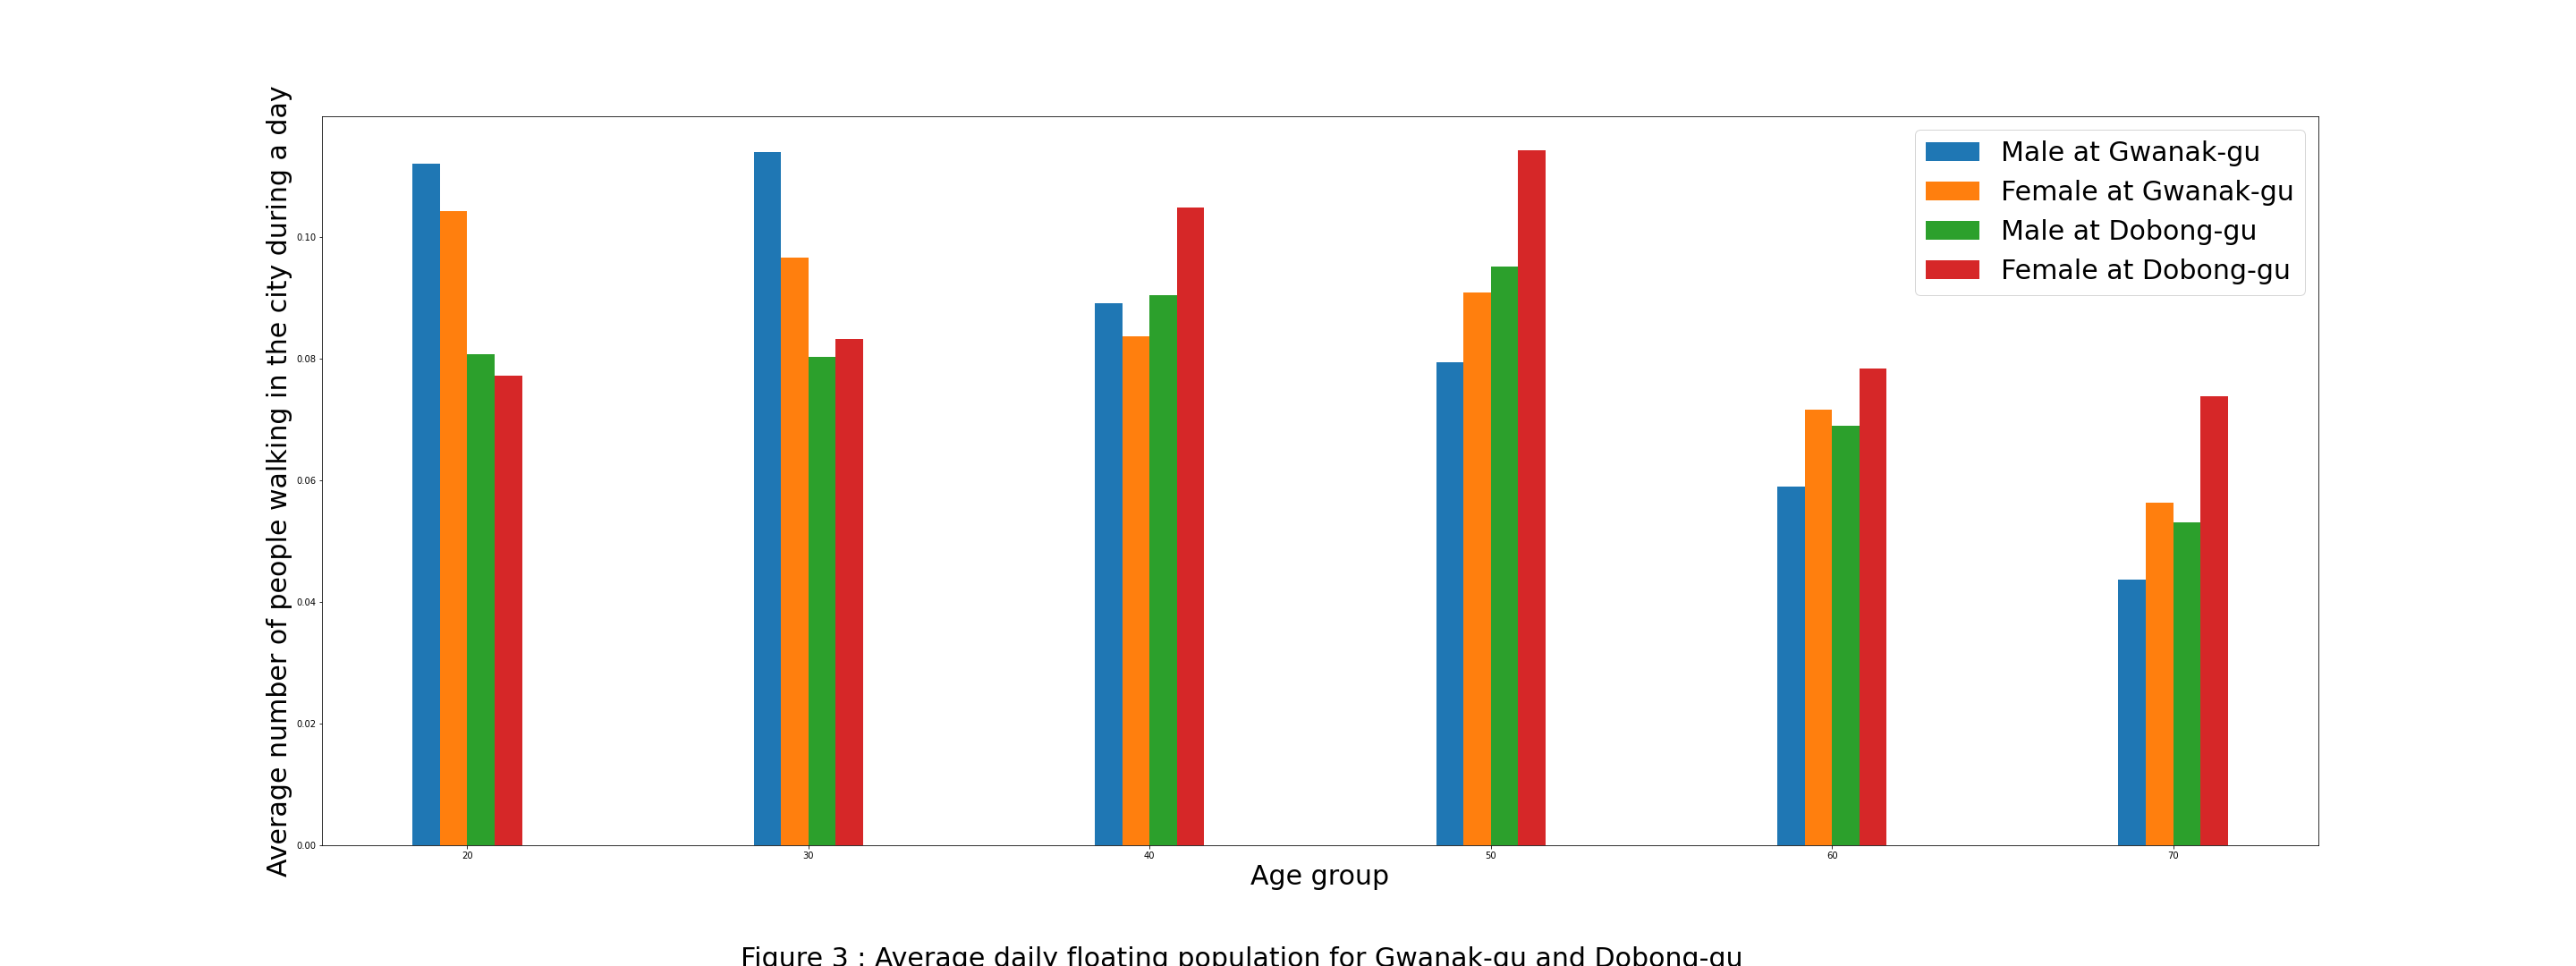 Average number of people walking in the city during a day
0.10
0.08
0.06
0.04
0.02
0.00
Male at Gwanak-gu
Female at Gwanak-gu
Male at Dobong-gu
Female at Dobong-gu
20 30 40 50 60 70
Age group
Figure 3 : Average daily floating population for Gwanak-gu and Dobong-gu